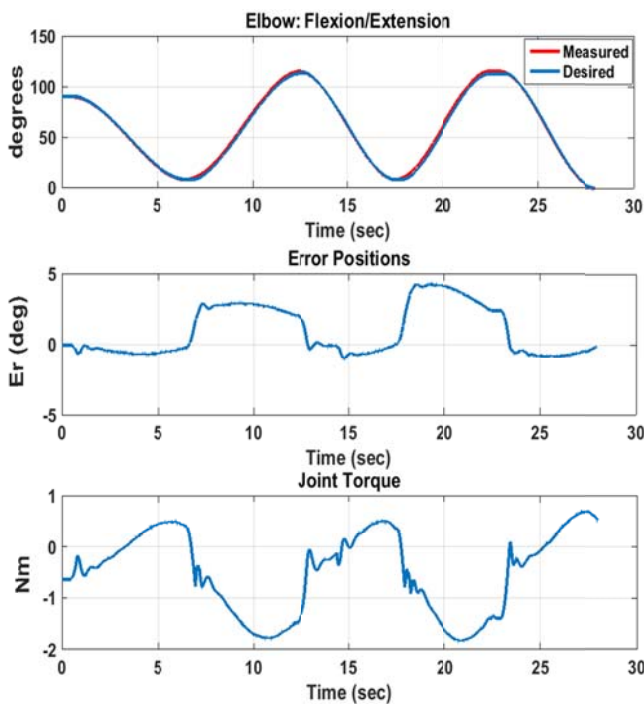 Elbow: Flexion/Extension
150
100
50
0
degrees
Measured
Desired
0 5 10 15 20 25 30
Time (sec)
Error Positions
5
0
-5
Er (deg)
0 5 10 15 20 25 30
Time (sec)
Joint Torque
1
0
-1
-2
Nm
0 5 10 15 20 25 30
Time (sec)